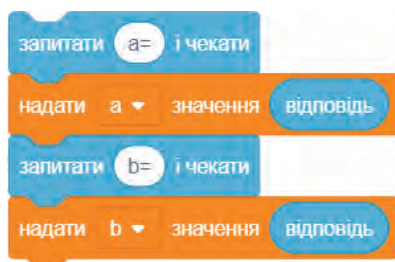 запитати a= і чекати
надати a значення відповідь
запитати b= і чекати
надати b значення відповідь